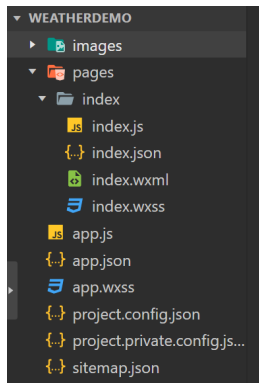 WEATHERDEMO
images
pages
index
index.js
index.json
index.wxml
index.wxss
app.js
app.json
app.wxss
project.config.json
project.private.config.js...
sitemap.json